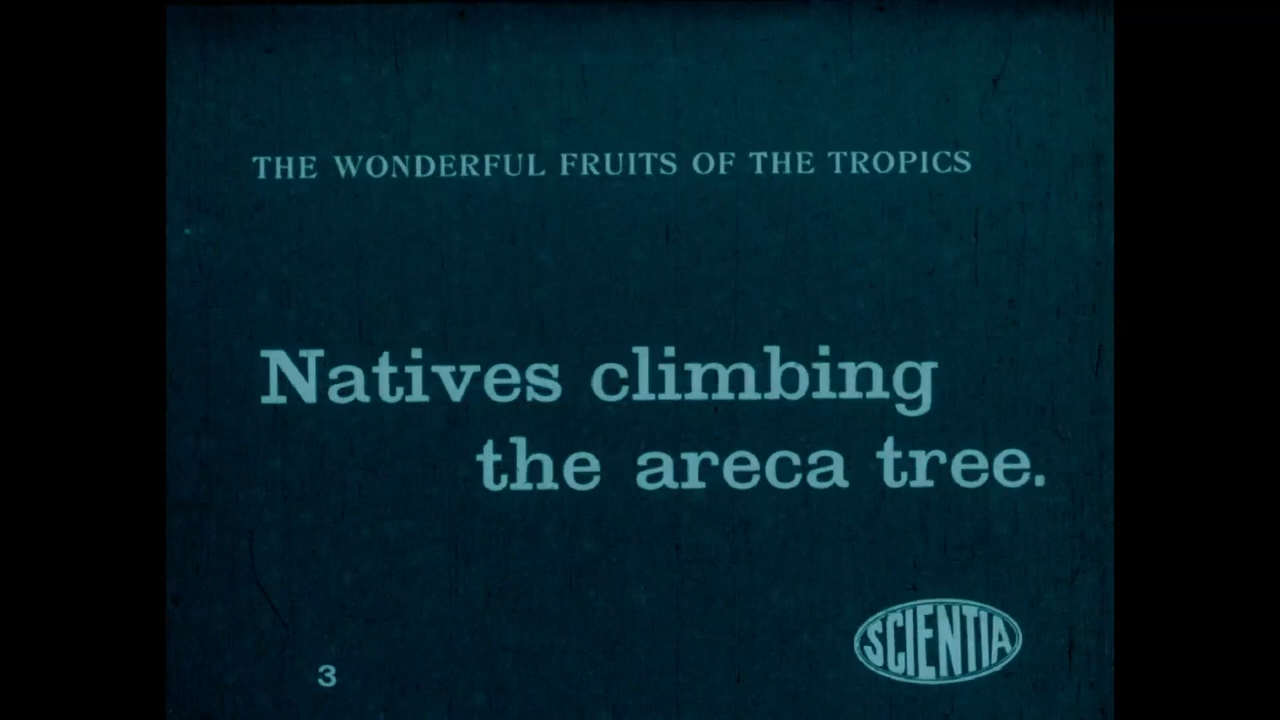 THE WONDERFUL FRUITS OF THE TROPICS
Natives climbing
the areca tree.
3
SCIENTIA